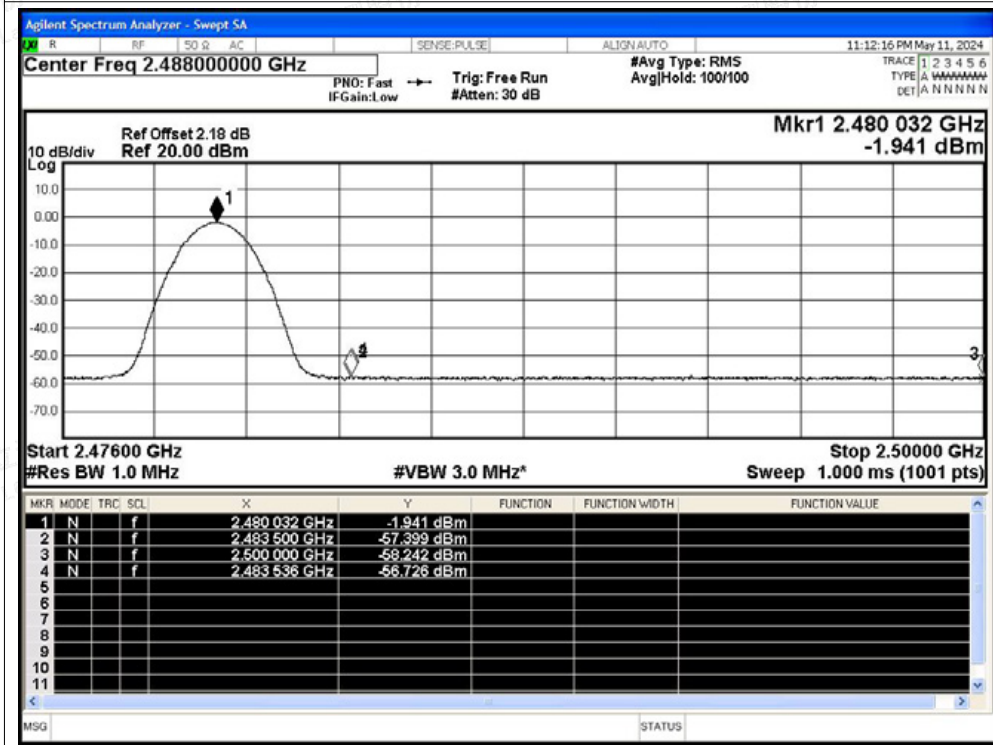 Agilent Spectrum Analyzer - Swept SA
LXI R RF 50 Ω AC SENSE:PULSE ALIGN AUTO 11:12:16 PM May 11, 2024
Center Freq 2.488000000 GHz
#Avg Type: RMS
TRACE 1 2 3 4 5 6
PNO: Fast Trig: Free Run Avg|Hold: 100/100
TYPE A WWWWW
IFGain:Low #Atten: 30 dB
DET A N N N N N
Mkr1 2.480 032 GHz
-1.941 dBm
Ref Offset 2.18 dB
10 dB/div Ref 20.00 dBm
Log
10.0
1
0.00
-10.0
-20.0
-30.0
-40.0
-50.0
3
-60.0
-70.0
Start 2.47600 GHz Stop 2.50000 GHz
#Res BW 1.0 MHz #VBW 3.0 MHz* Sweep 1.000 ms (1001 pts)
MKR MODE TRC SCL X Y FUNCTION FUNCTION WIDTH FUNCTION VALUE
1 N f 2.480 032 GHz -1.941 dBm
2 N f 2.483 500 GHz -57.399 dBm
3 N f 2.500 000 GHz -58.242 dBm
4 N f 2.483 536 GHz -56.726 dBm
5
6
7
8
9
10
11
MSG STATUS